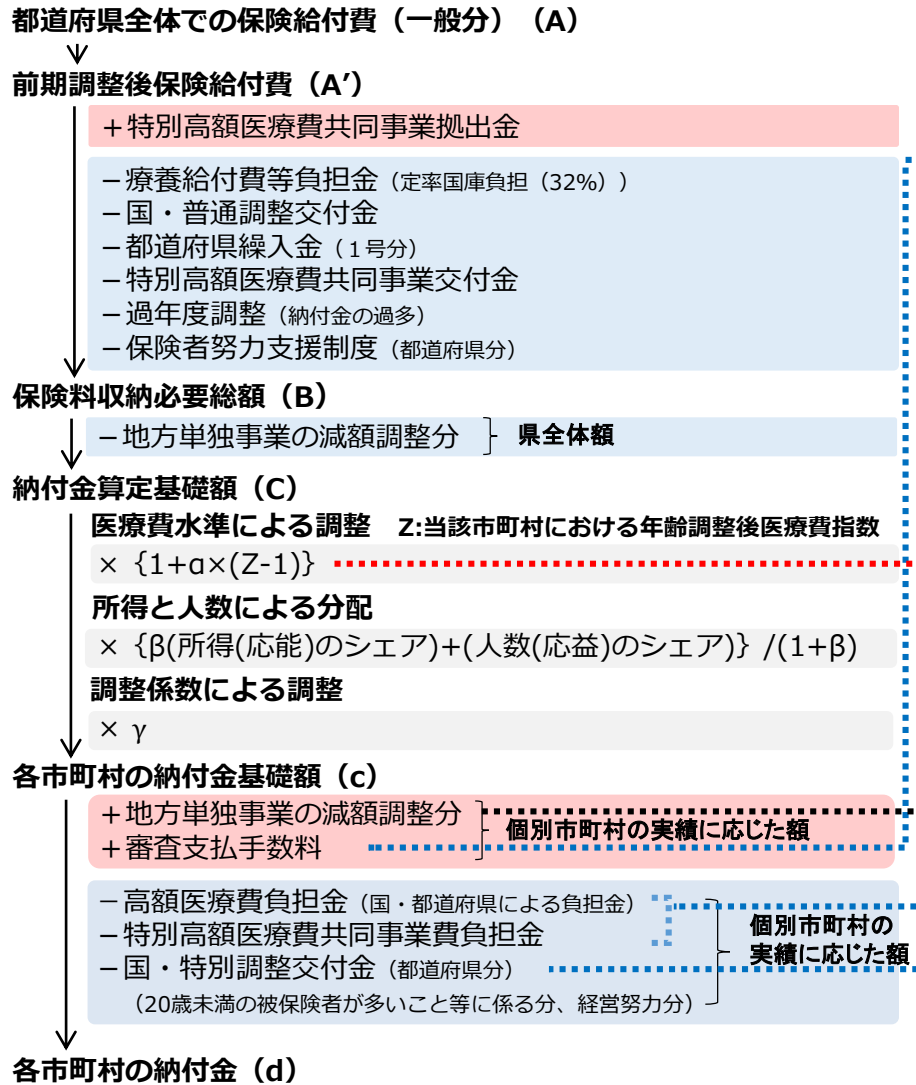 都道府県全体での保険給付費（一般分）（A）
前期調整後保険給付費（A′）
＋特別高額医療費共同事業拠出金
－療養給付費等負担金（定率国庫負担（32%））
－国・普通調整交付金
－都道府県繰入金（１号分）
－特別高額医療費共同事業交付金
－過年度調整（納付金の過多）
－保険者努力支援制度（都道府県分）
保険料収納必要総額（B）
－地方単独事業の減額調整分 県全体額
納付金算定基礎額（C）
医療費水準による調整 Z:当該市町村における年齢調整後医療費指数
× {1+α×(Z-1)}
所得と人数による分配
× {β(所得(応能)のシェア)+(人数(応益)のシェア)} /(1+β)
調整係数による調整
× γ
各市町村の納付金基礎額（c）
＋地方単独事業の減額調整分
＋審査支払手数料
個別市町村の実績に応じた額
－高額医療費負担金（国・都道府県による負担金）
－特別高額医療費共同事業費負担金
－国・特別調整交付金（都道府県分）
（20歳未満の被保険者が多いこと等に係る分、経営努力分）
個別市町村の
実績に応じた額
各市町村の納付金（d）